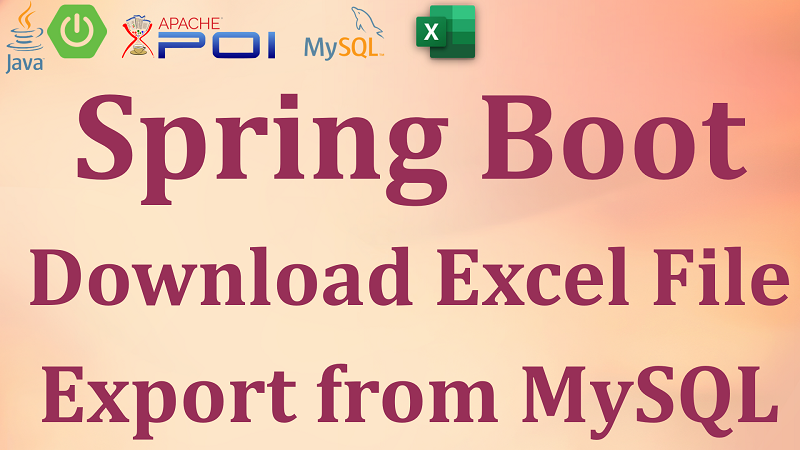 Java
APACHE
POI
MySQL
X
Spring Boot
Download Excel File
Export from MySQL